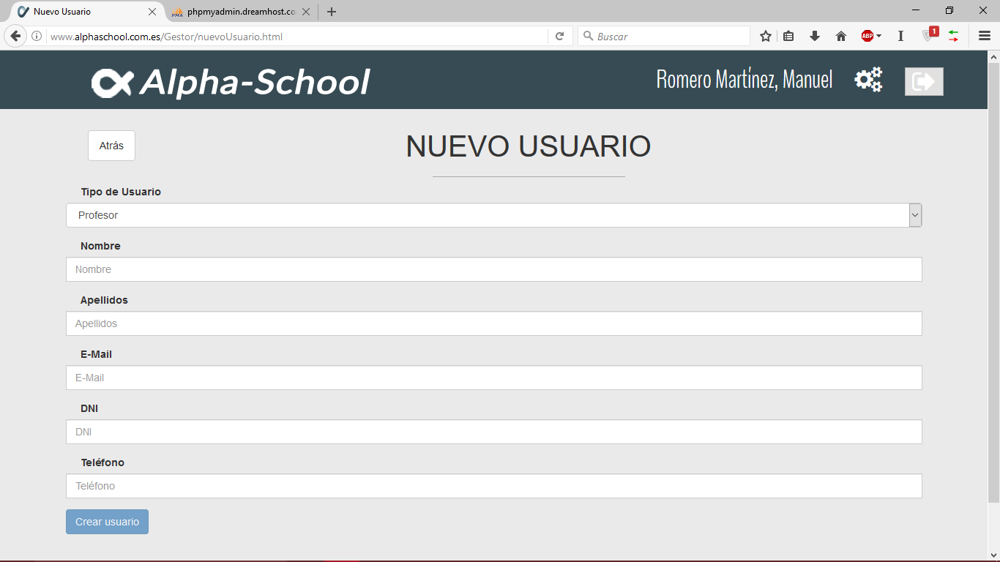 Nuevo Usuario
phpmyadmin.dreamhost.co
www.alphaschool.com.es/Gestor/nuevoUsuario.html
Buscar
ABP
1
Alpha-School
Romero Martínez, Manuel
Atrás
NUEVO USUARIO
Tipo de Usuario
Profesor
Nombre
Nombre
Apellidos
Apellidos
E-Mail
E-Mail
DNI
DNI
Teléfono
Teléfono
Crear usuario